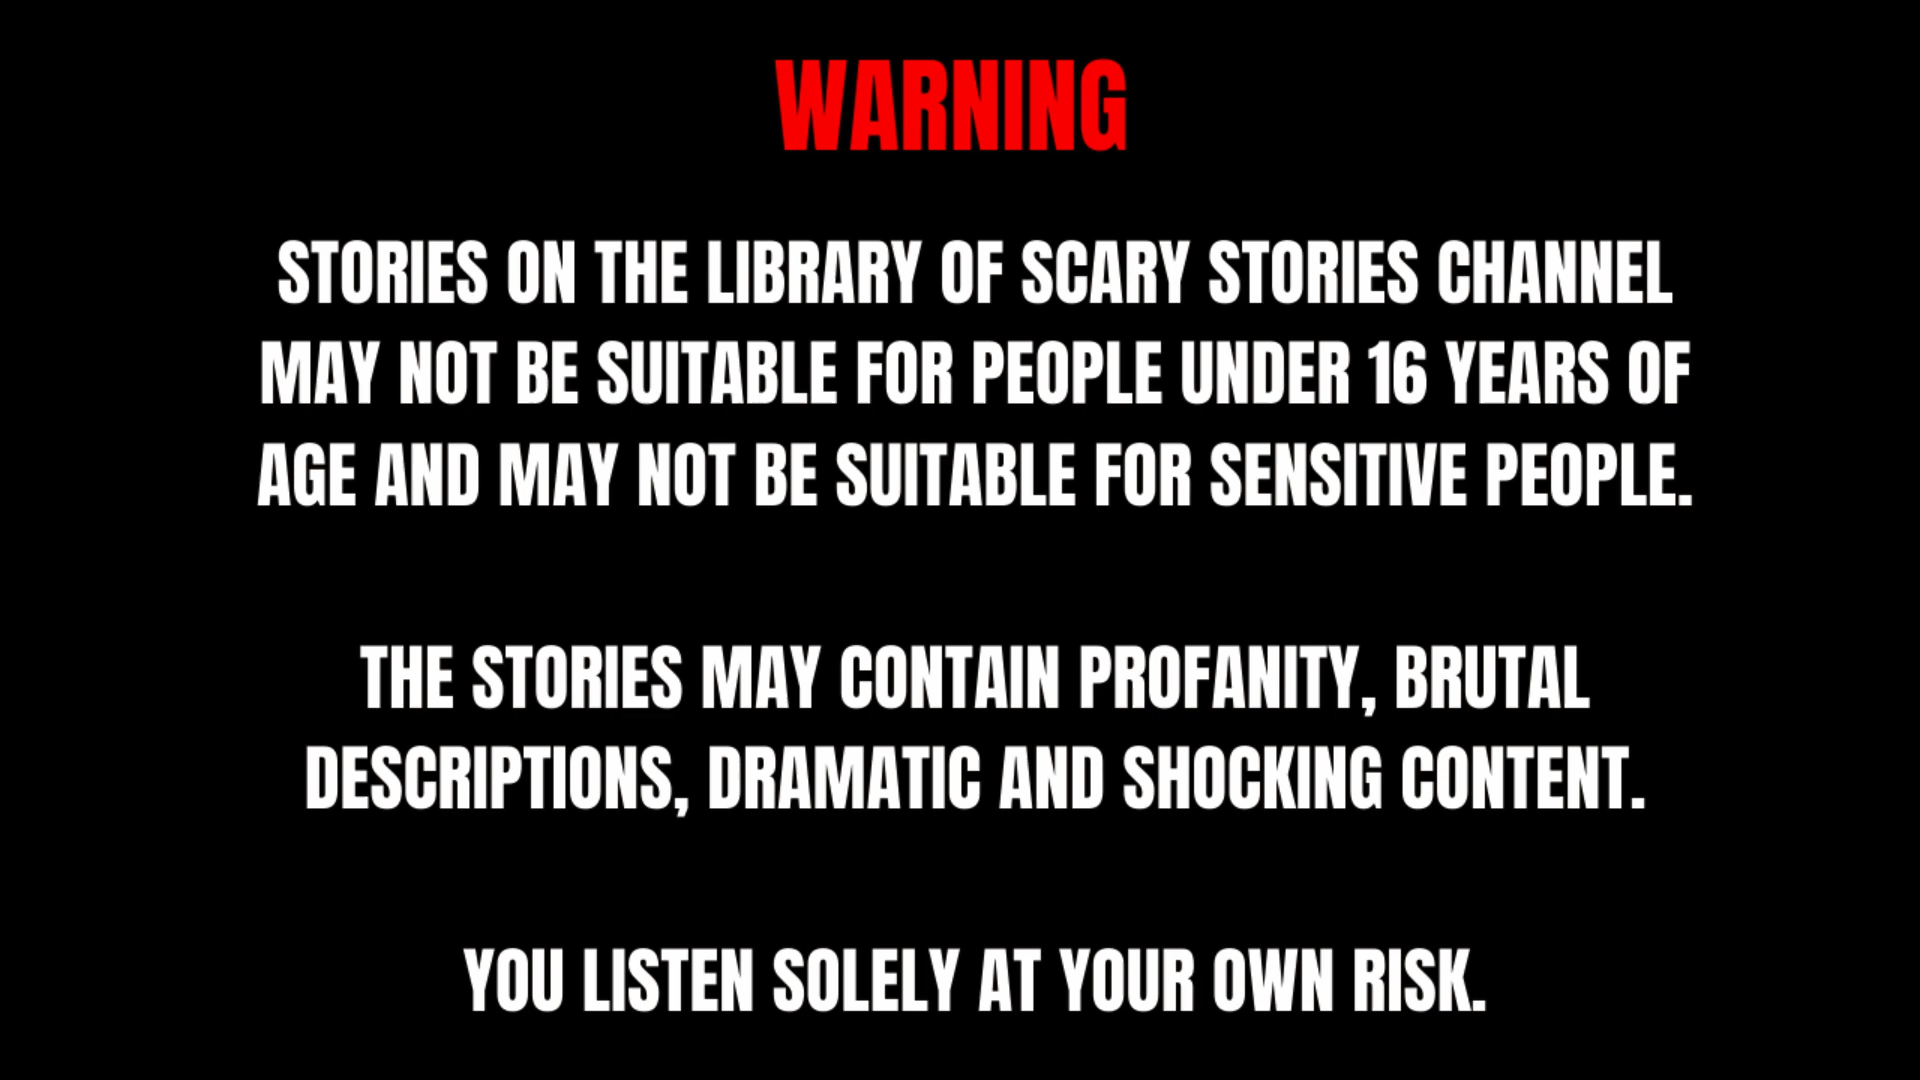 WARNING
STORIES ON THE LIBRARY OF SCARY STORIES CHANNEL
MAY NOT BE SUITABLE FOR PEOPLE UNDER 16 YEARS OF
AGE AND MAY NOT BE SUITABLE FOR SENSITIVE PEOPLE.
THE STORIES MAY CONTAIN PROFANITY, BRUTAL
DESCRIPTIONS, DRAMATIC AND SHOCKING CONTENT.
YOU LISTEN SOLELY AT YOUR OWN RISK.